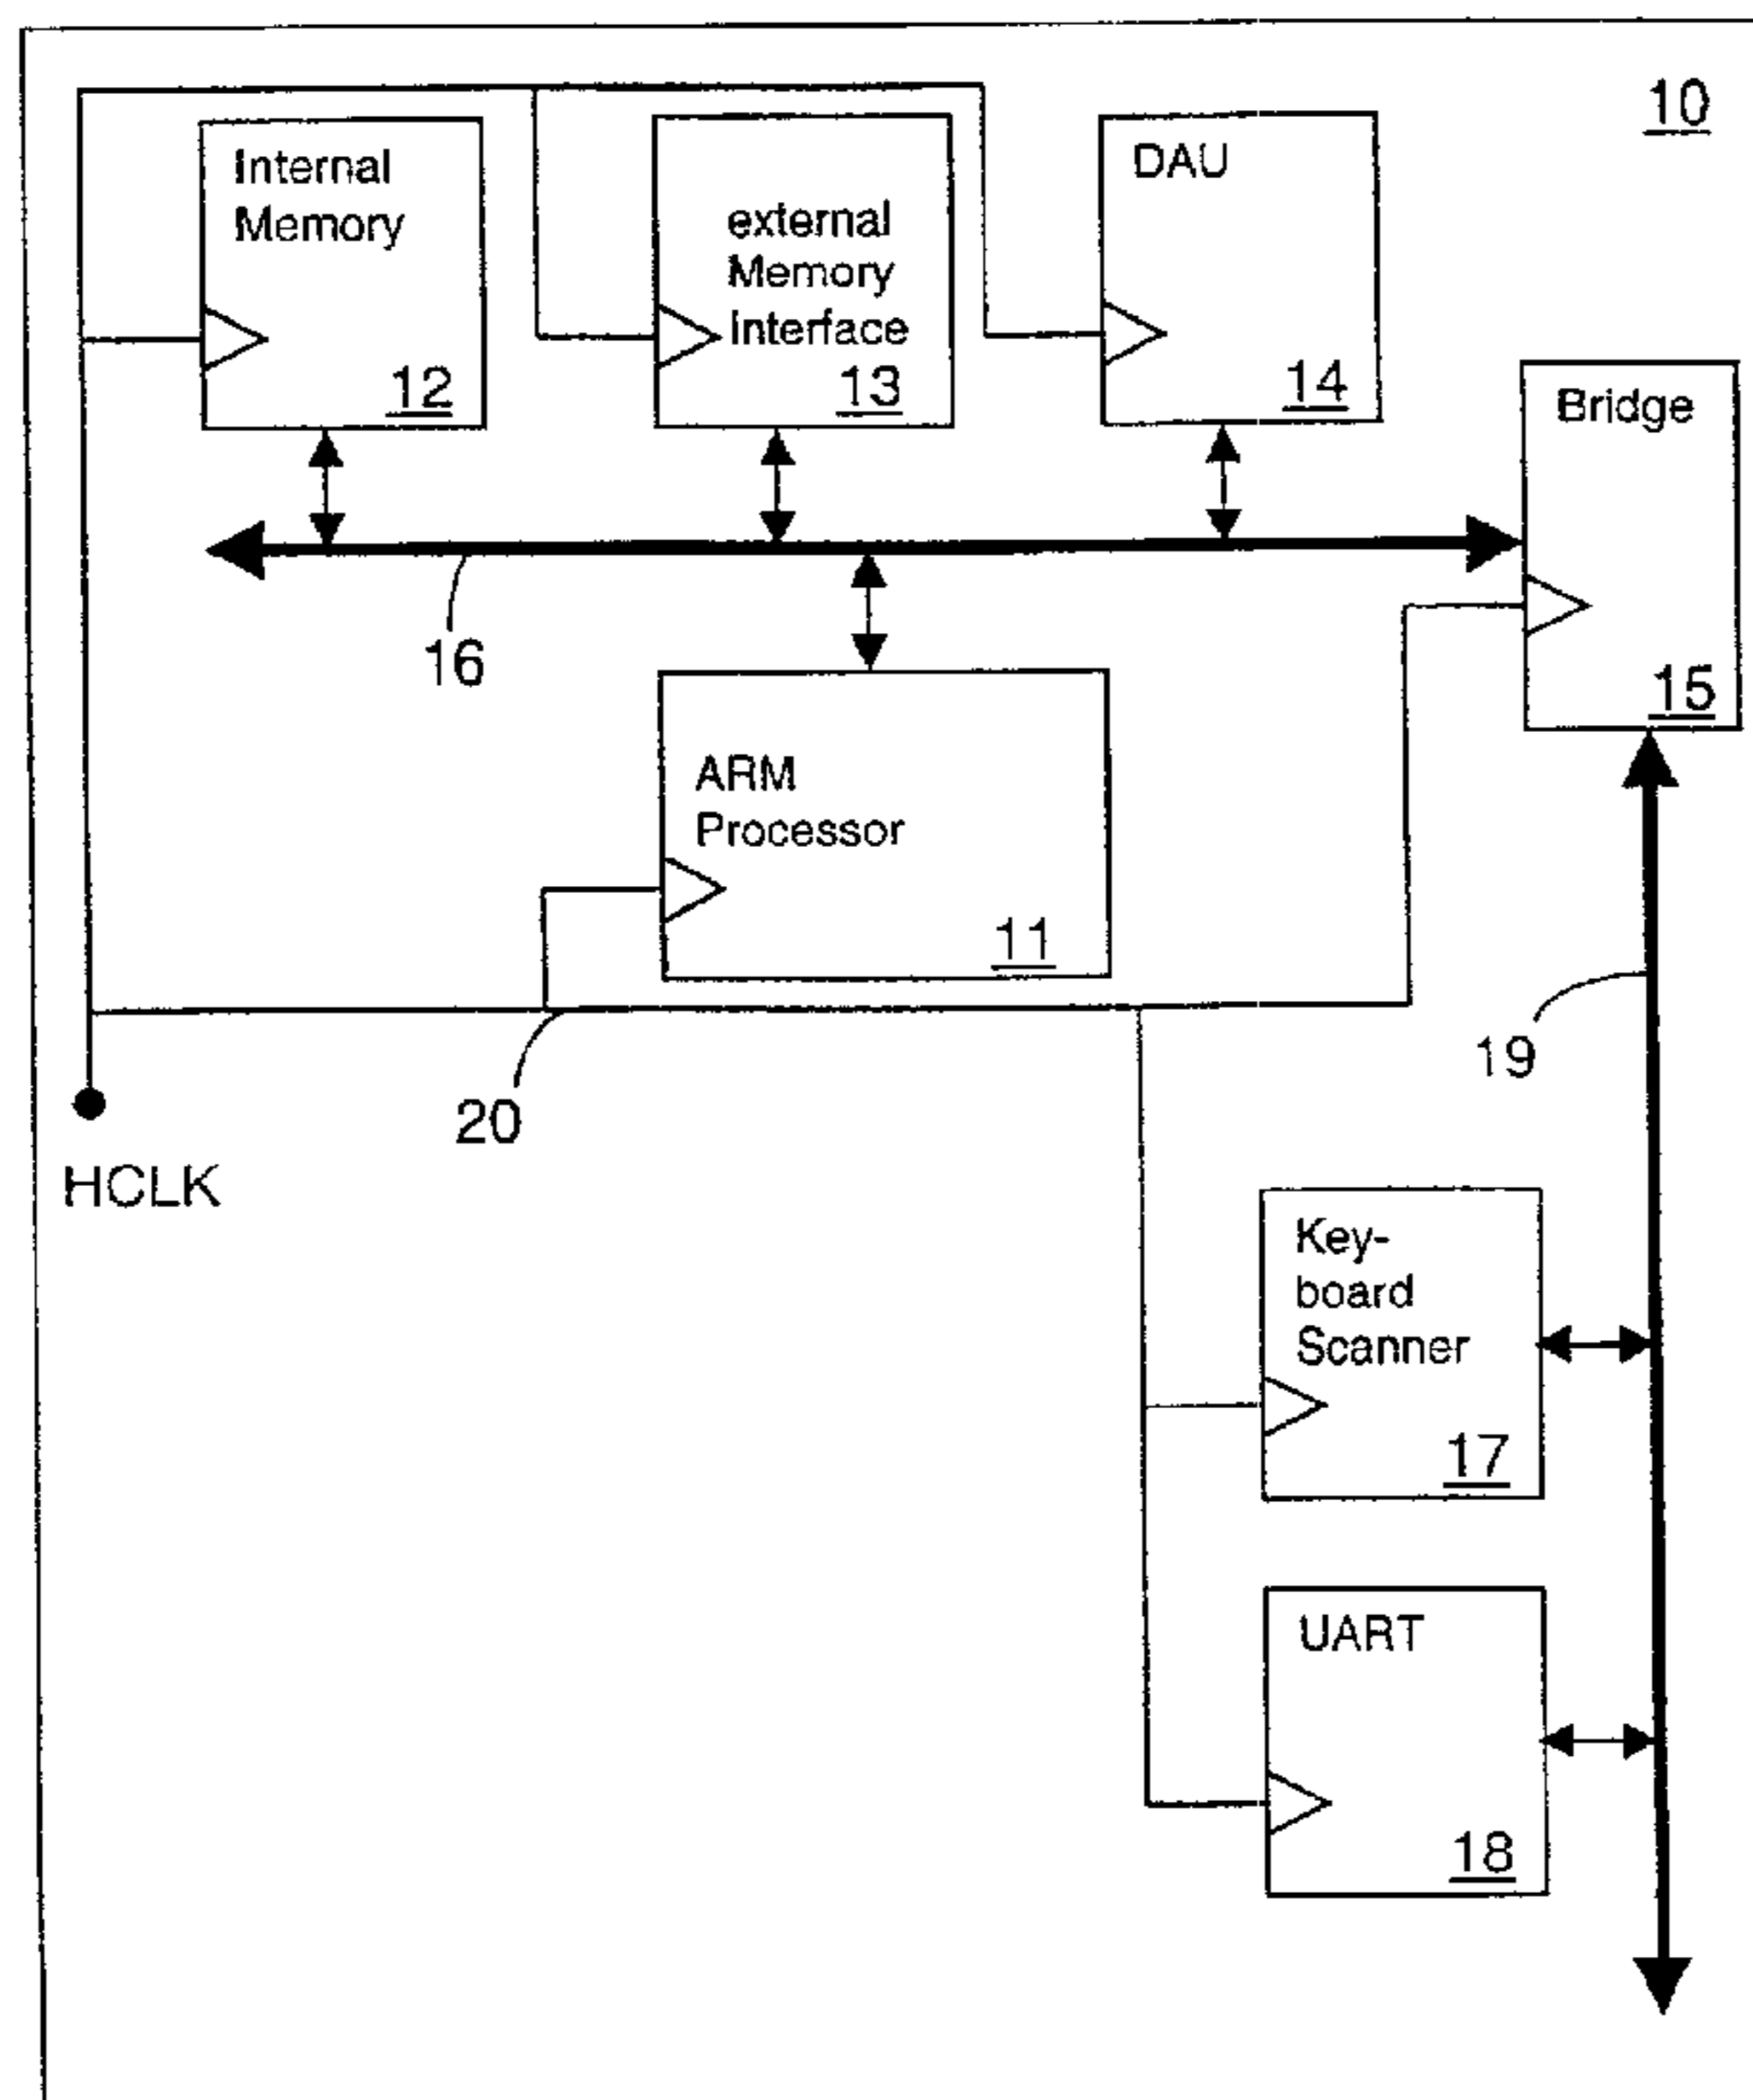 10
Internal
Memory
12
external
Memory
Interface
13
DAU
14
Bridge
15
16
ARM
Processor
11
19
20
HCLK
Key-
board
Scanner
17
UART
18